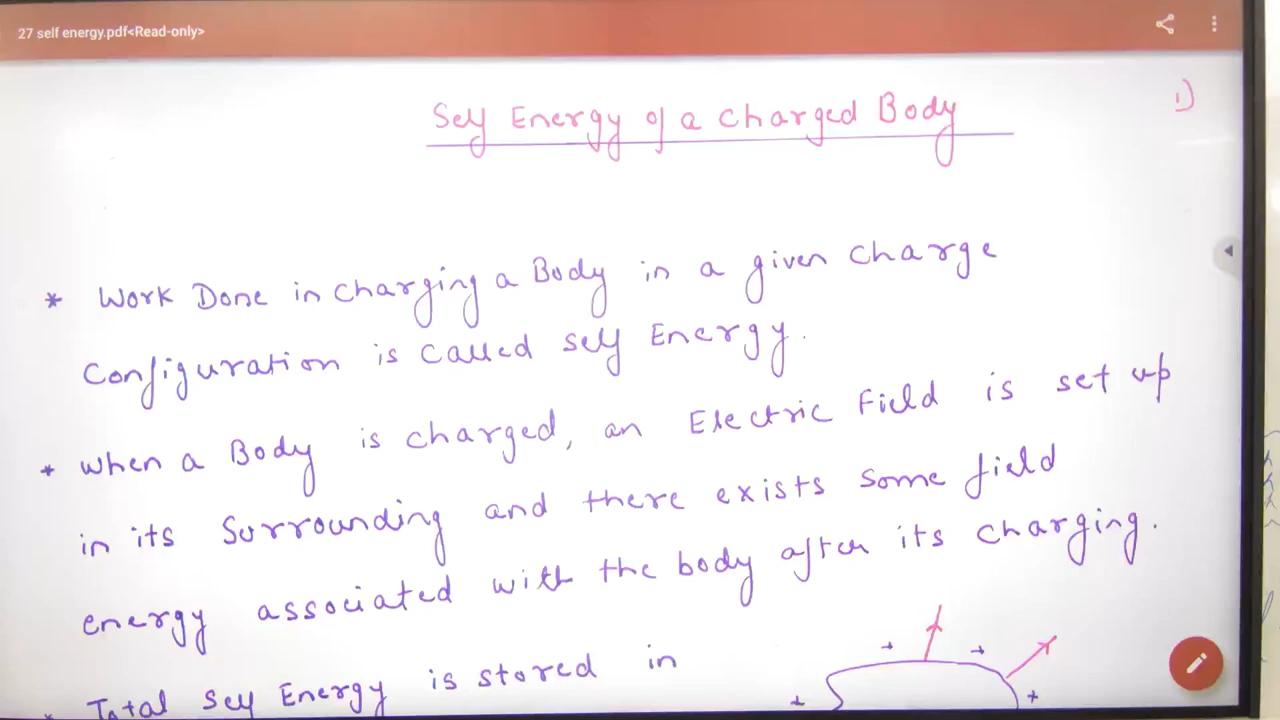 27 self energy.pdf<Read-only>
Self Energy of a Charged Body
1)
* Work Done in charging a Body in a given charge
Configuration is called self Energy.
* When a Body is charged, an Electric Field is set up
in its Surrounding and there exists some field
energy associated with the body after its charging.
* Total Self Energy is stored in